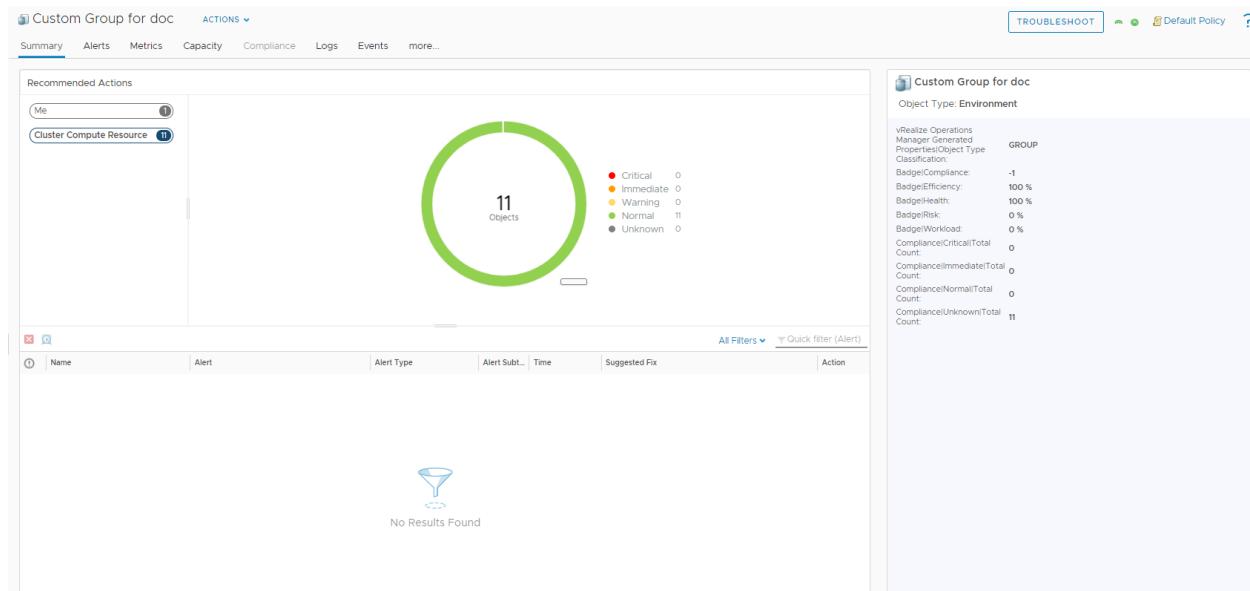 Custom Group for doc ACTIONS
TROUBLESHOOT Default Policy ?
Summary Alerts Metrics Capacity Compliance Logs Events more...
Recommended Actions
Me 1
Cluster Compute Resource 11
11
Objects
Critical 0
Immediate 0
Warning 0
Normal 11
Unknown 0
All Filters Quick filter (Alert)
Name Alert Alert Type Alert Subt... Time Suggested Fix Action
No Results Found
Custom Group for doc
Object Type: Environment
vRealize Operations
Manager Generated
Properties|Object Type
Classification:
GROUP
Badge|Compliance: -1
Badge|Efficiency: 100 %
Badge|Health: 100 %
Badge|Risk: 0 %
Badge|Workload: 0 %
Compliance|Critical|Total
Count:
0
Compliance|Immediate|Total
Count:
0
Compliance|Normal|Total
Count:
0
Compliance|Unknown|Total
Count:
11